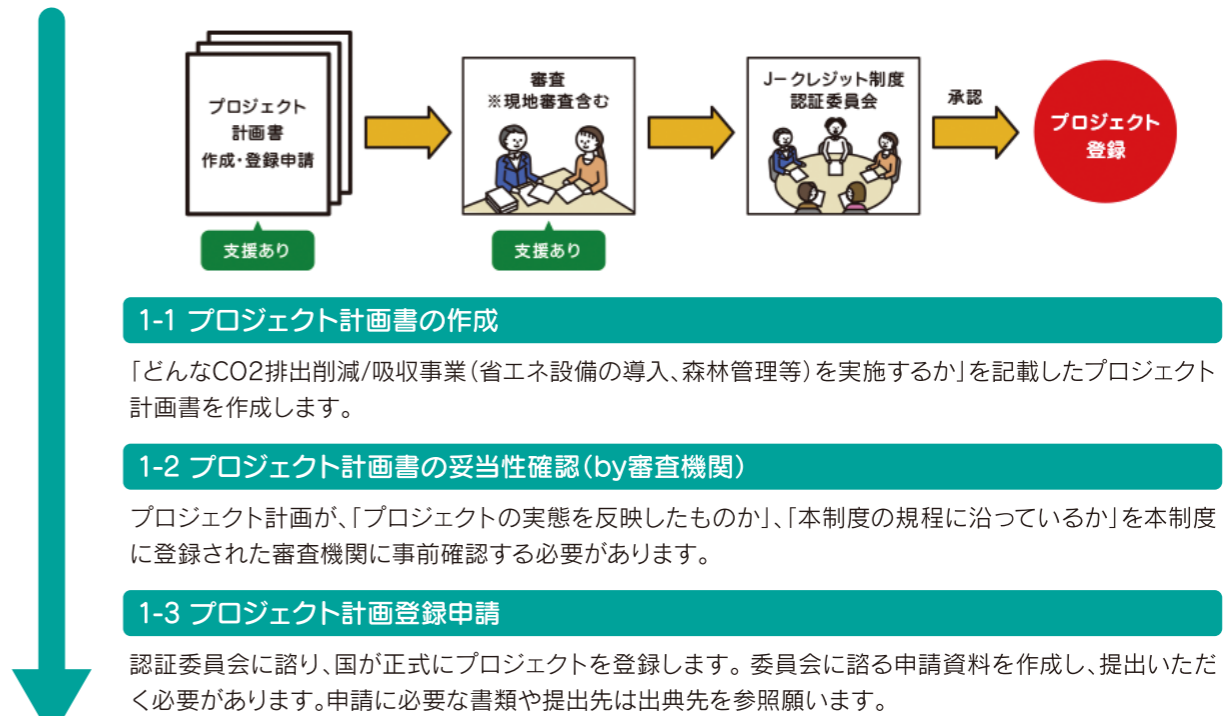 プロジェクト
計画書
作成・登録申請
支援あり
審査
※現地審査含む
支援あり
J－クレジット制度
認証委員会
承認
プロジェクト
登録
1-1 プロジェクト計画書の作成
「どんなCO2排出削減/吸収事業（省エネ設備の導入、森林管理等）を実施するか」を記載したプロジェクト
計画書を作成します。
1-2 プロジェクト計画書の妥当性確認（by審査機関）
プロジェクト計画が、「プロジェクトの実態を反映したものか」、「本制度の規程に沿っているか」を本制度
に登録された審査機関に事前確認する必要があります。
1-3 プロジェクト計画登録申請
認証委員会に諮り、国が正式にプロジェクトを登録します。委員会に諮る申請資料を作成し、提出いただ
く必要があります。申請に必要な書類や提出先は出典先を参照願います。